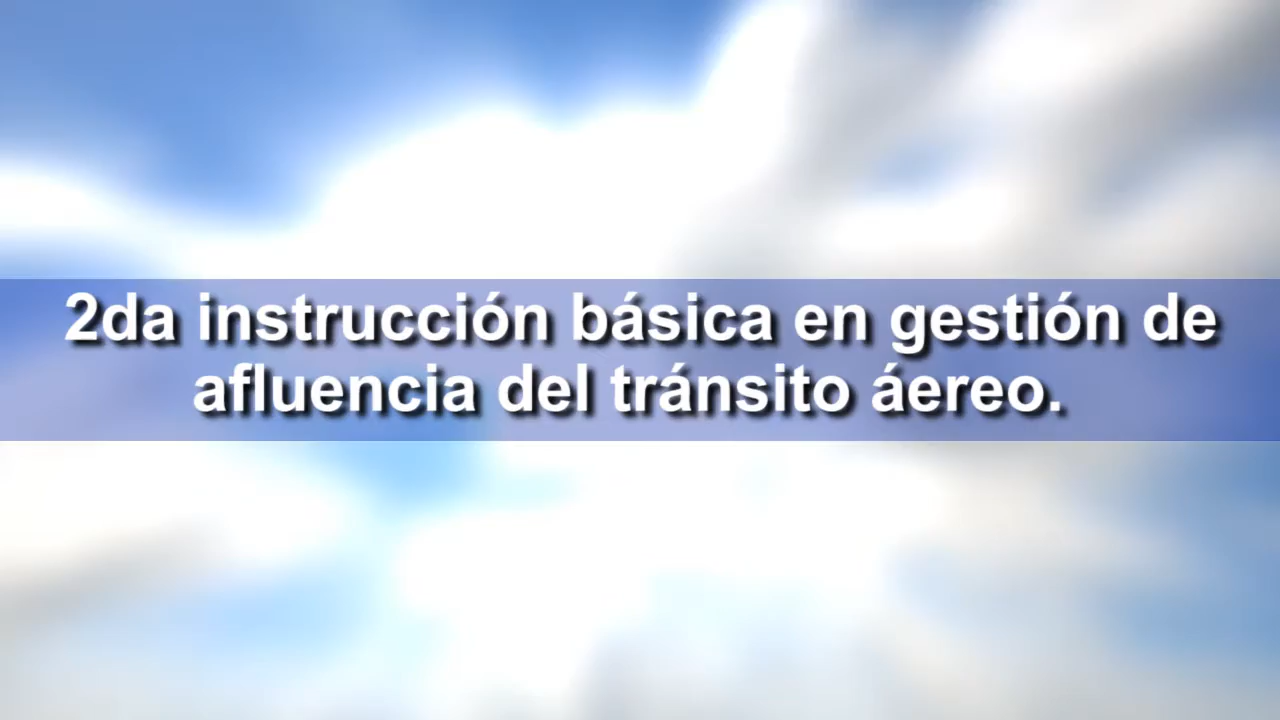 2da instrucción básica en gestión de
afluencia del tránsito áereo.